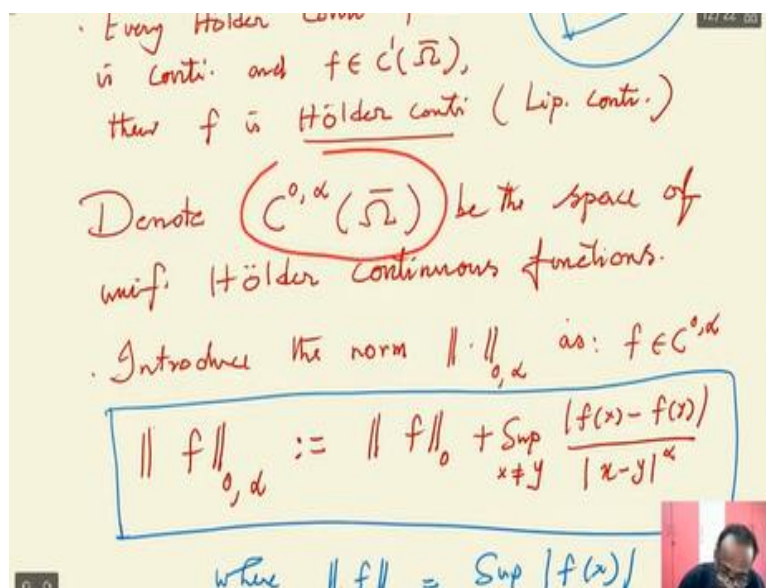 · Every Hölder
is conti. and f ∈ C¹(Ω̄),
then f is Hölder conti (Lip. conti.)
Denote C^{0,α}(Ω̄) be the space of
unif. Hölder continuous functions.
· Introduce the norm ‖·‖_{0,α} as: f ∈ C^{0,α}
‖f‖_{0,α} := ‖f‖_0 + Sup_{x≠y} |f(x)-f(y)| / |x-y|^α
where ‖f‖ = Sup |f(x)|